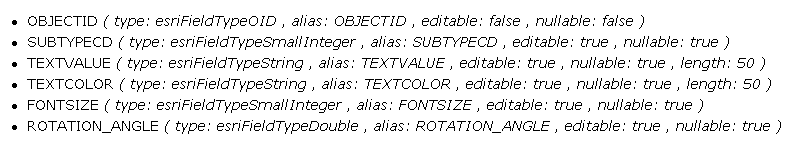 • OBJECTID ( type: esriFieldTypeOID , alias: OBJECTID , editable: false , nullable: false )
• SUBTYPECD ( type: esriFieldTypeSmallInteger , alias: SUBTYPECD , editable: true , nullable: true )
• TEXTVALUE ( type: esriFieldTypeString , alias: TEXTVALUE , editable: true , nullable: true , length: 50 )
• TEXTCOLOR ( type: esriFieldTypeString , alias: TEXTCOLOR , editable: true , nullable: true , length: 50 )
• FONTSIZE ( type: esriFieldTypeSmallInteger , alias: FONTSIZE , editable: true , nullable: true )
• ROTATION_ANGLE ( type: esriFieldTypeDouble , alias: ROTATION_ANGLE , editable: true , nullable: true )